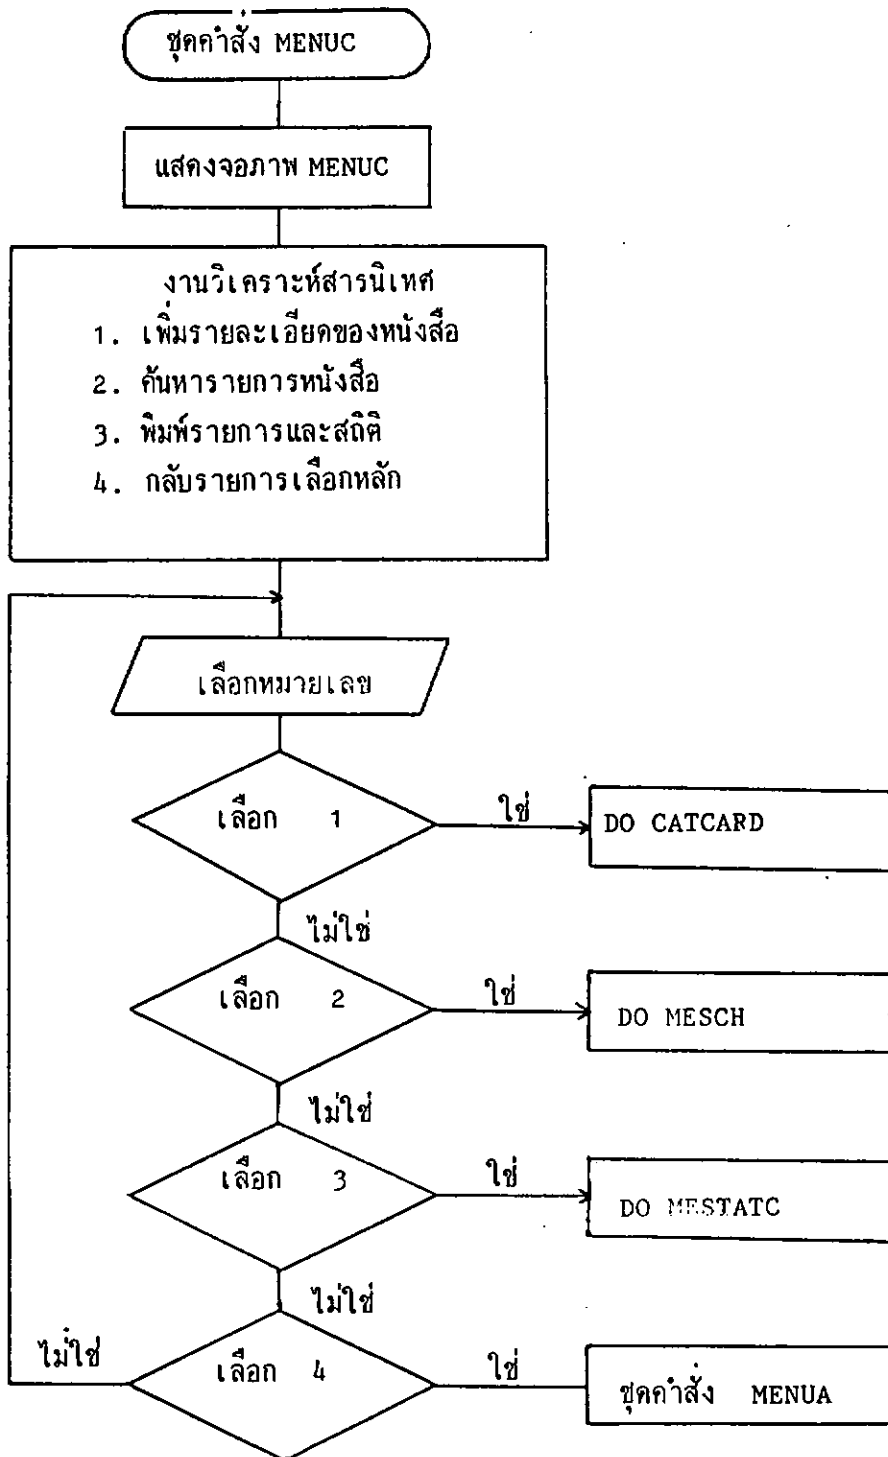 ชุดคำสั่ง MENUC
แสดงจอภาพ MENUC
งานวิเคราะห์สารนิเทศ
1. เพิ่มรายละเอียดของหนังสือ
2. ค้นหารายการหนังสือ
3. พิมพ์รายการและสถิติ
4. กลับรายการเลือกหลัก
เลือกหมายเลข
เลือก 1
ใช่
DO CATCARD
ไม่ใช่
เลือก 2
ใช่
DO MESCH
ไม่ใช่
เลือก 3
ใช่
DO MESTATC
ไม่ใช่
ไม่ใช่
เลือก 4
ใช่
ชุดคำสั่ง MENUA